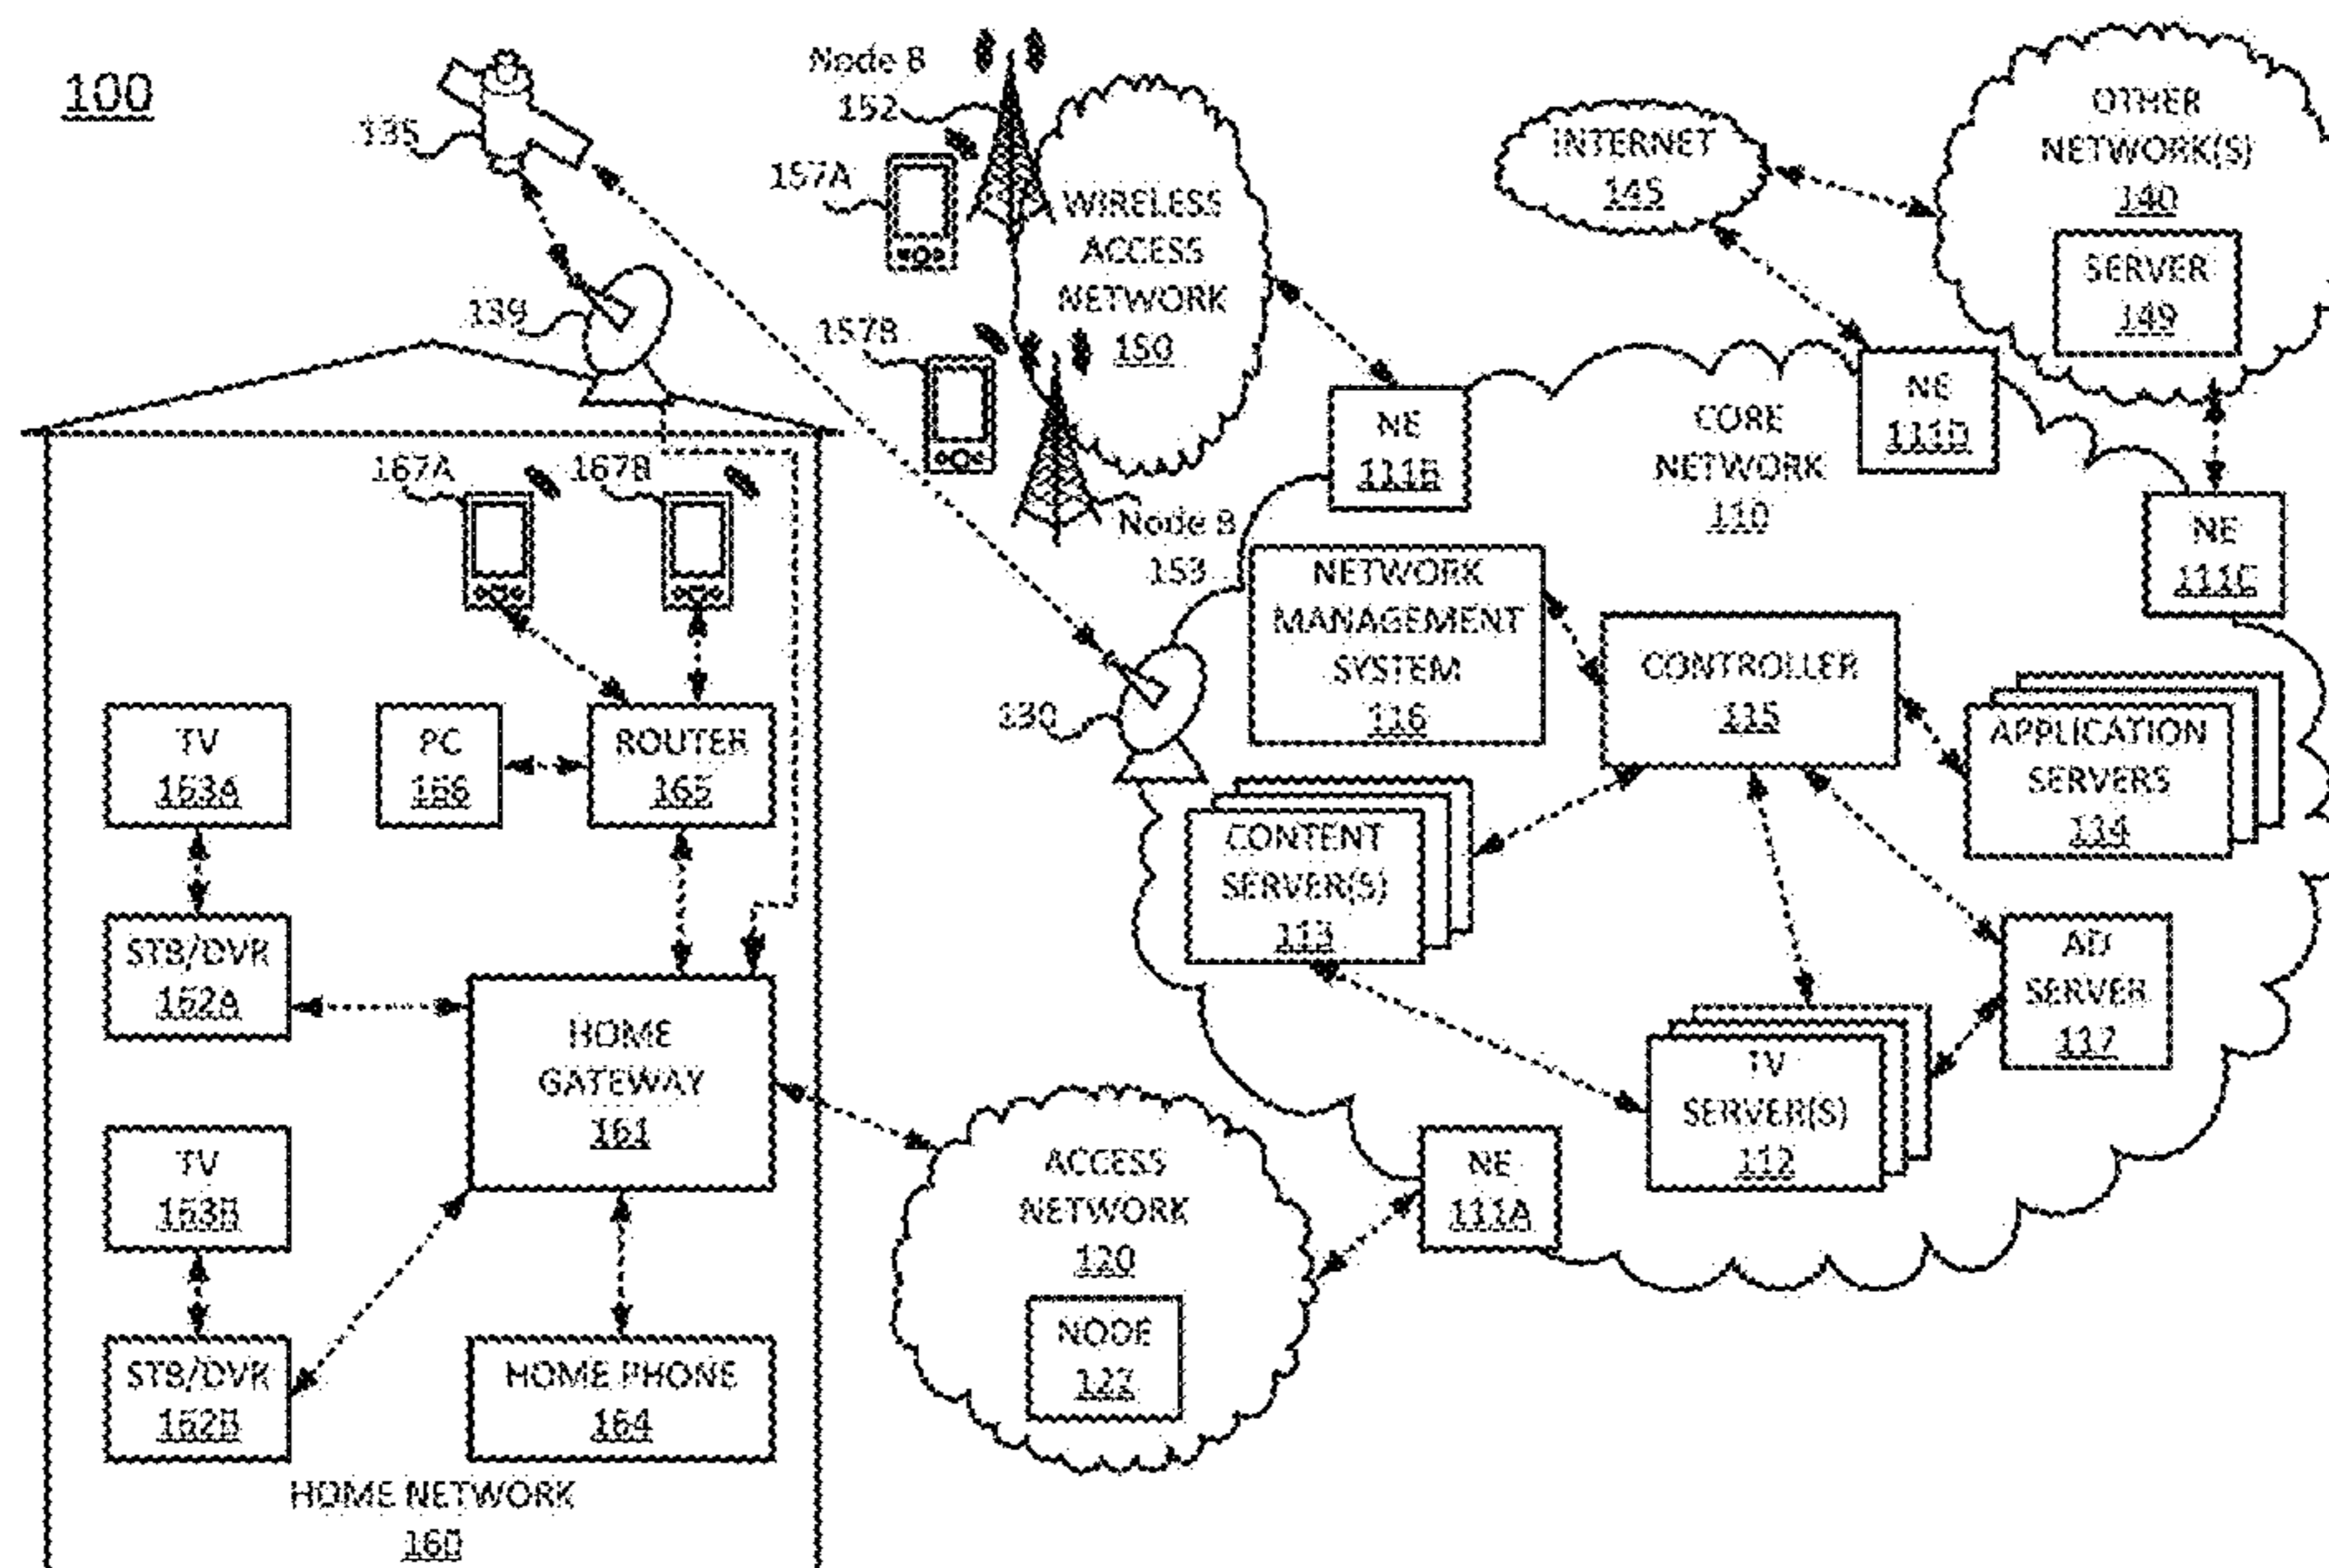 100
135
139
Node B
152
157A
157B
WIRELESS
ACCESS
NETWORK
150
Node B
153
INTERNET
145
OTHER
NETWORK(S)
140
SERVER
149
NE
111B
CORE
NETWORK
110
NE
111D
NE
111C
NETWORK
MANAGEMENT
SYSTEM
116
CONTROLLER
115
APPLICATION
SERVERS
114
130
CONTENT
SERVER(S)
113
AD
SERVER
117
TV
SERVER(S)
112
NE
111A
ACCESS
NETWORK
120
NODE
122
167A
167B
TV
163A
PC
166
ROUTER
165
STB/DVR
162A
HOME
GATEWAY
161
TV
163B
STB/DVR
162B
HOME PHONE
164
HOME NETWORK
160